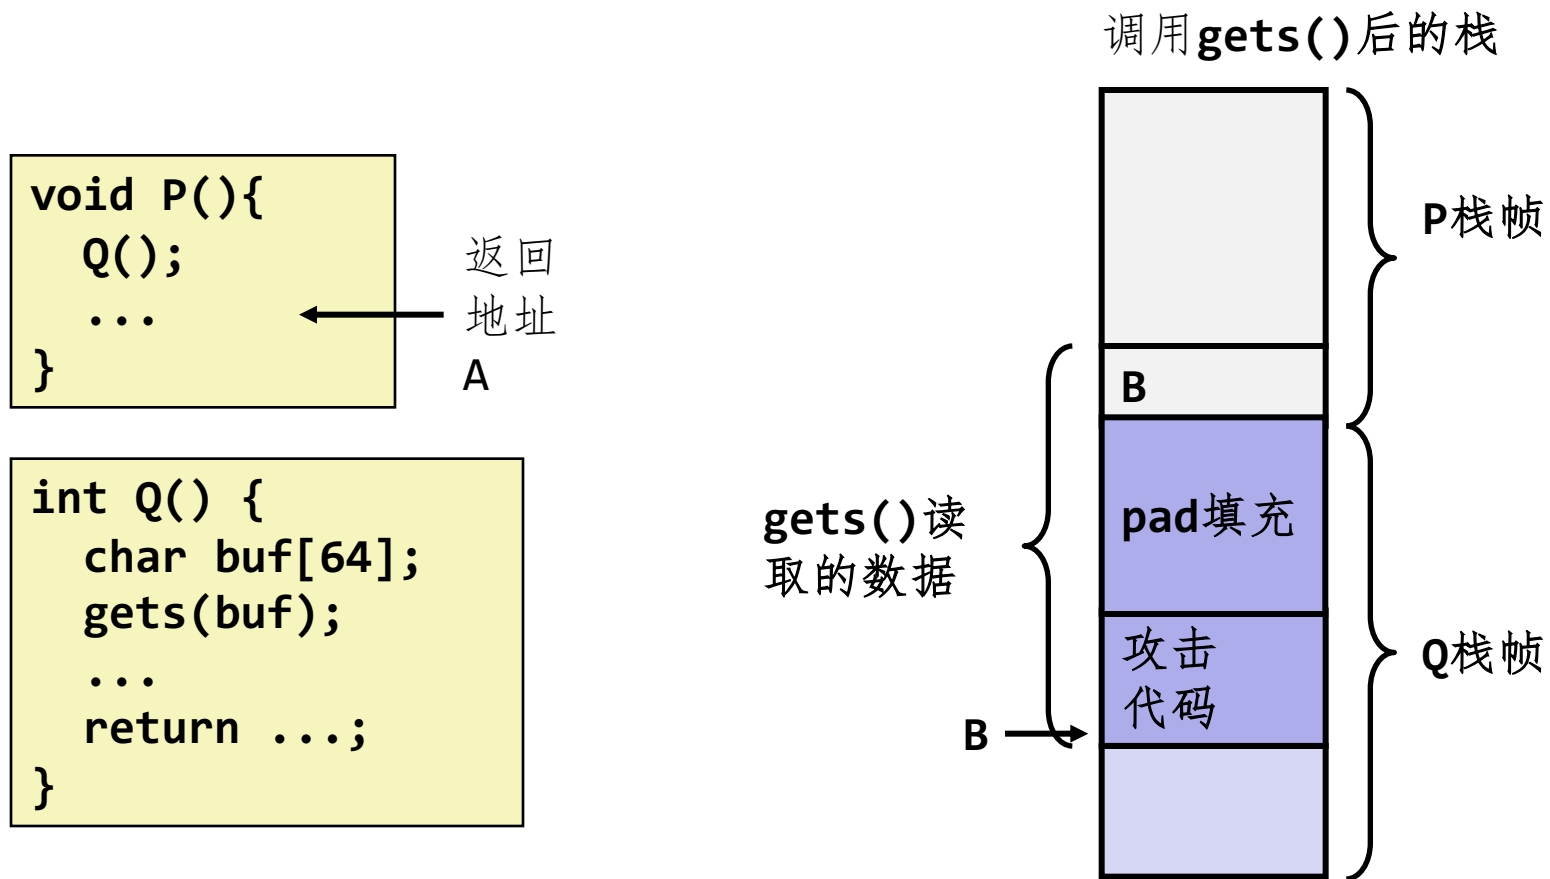 调用gets()后的栈
void P(){
  Q();
  ...
}
返回
地址
A
int Q() {
  char buf[64];
  gets(buf);
  ...
  return ...;
}
P栈帧
B
gets()读
取的数据
pad填充
攻击
代码
B
Q栈帧